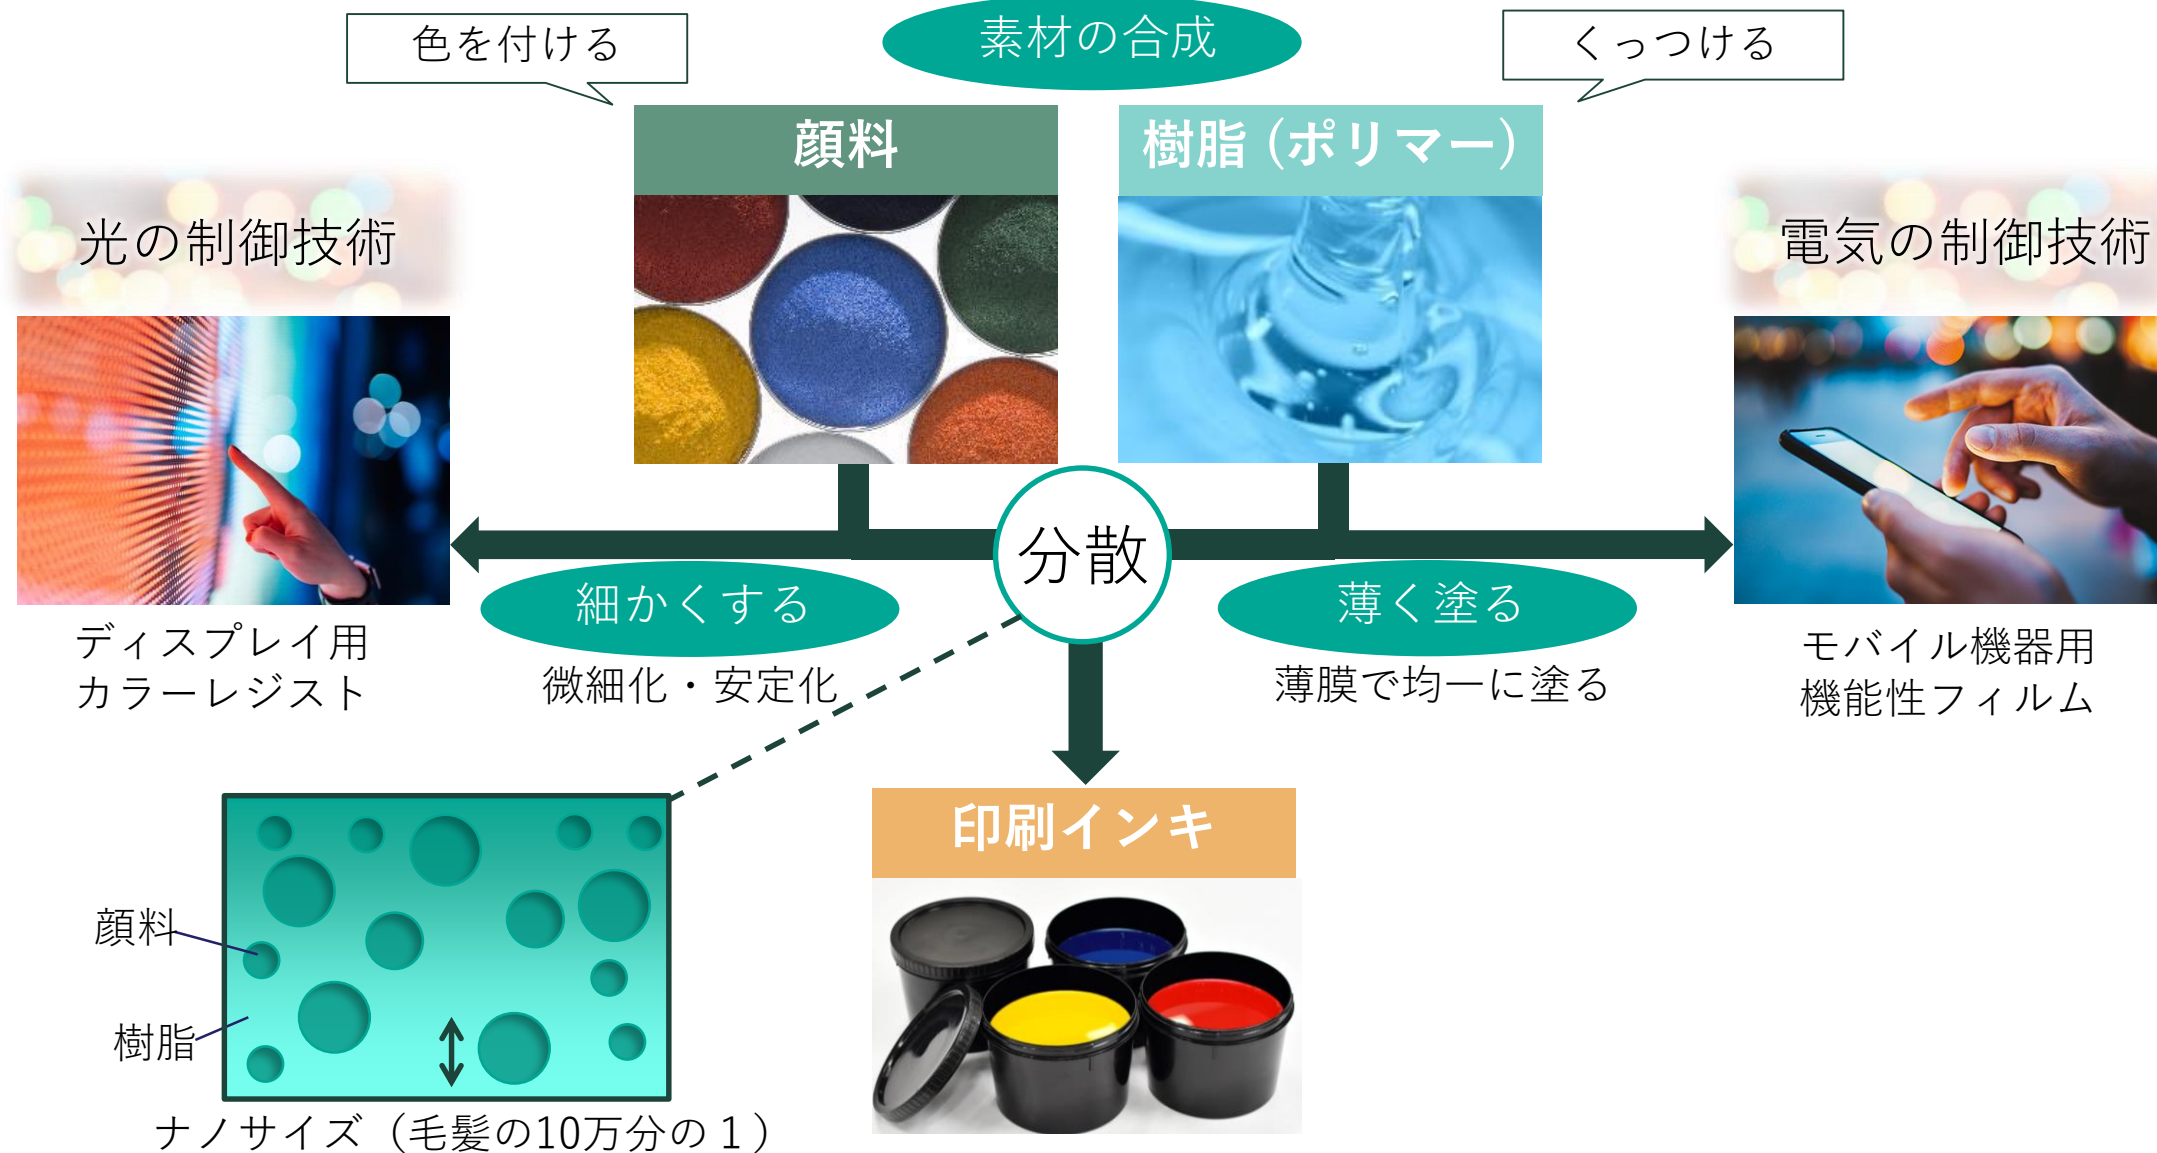 色を付ける
素材の合成
くっつける
顔料
樹脂 (ポリマー)
光の制御技術
電気の制御技術
分散
細かくする
薄く塗る
微細化・安定化
薄膜で均一に塗る
ディスプレイ用
カラーレジスト
モバイル機器用
機能性フィルム
印刷インキ
顔料
樹脂
ナノサイズ（毛髪の10万分の１）